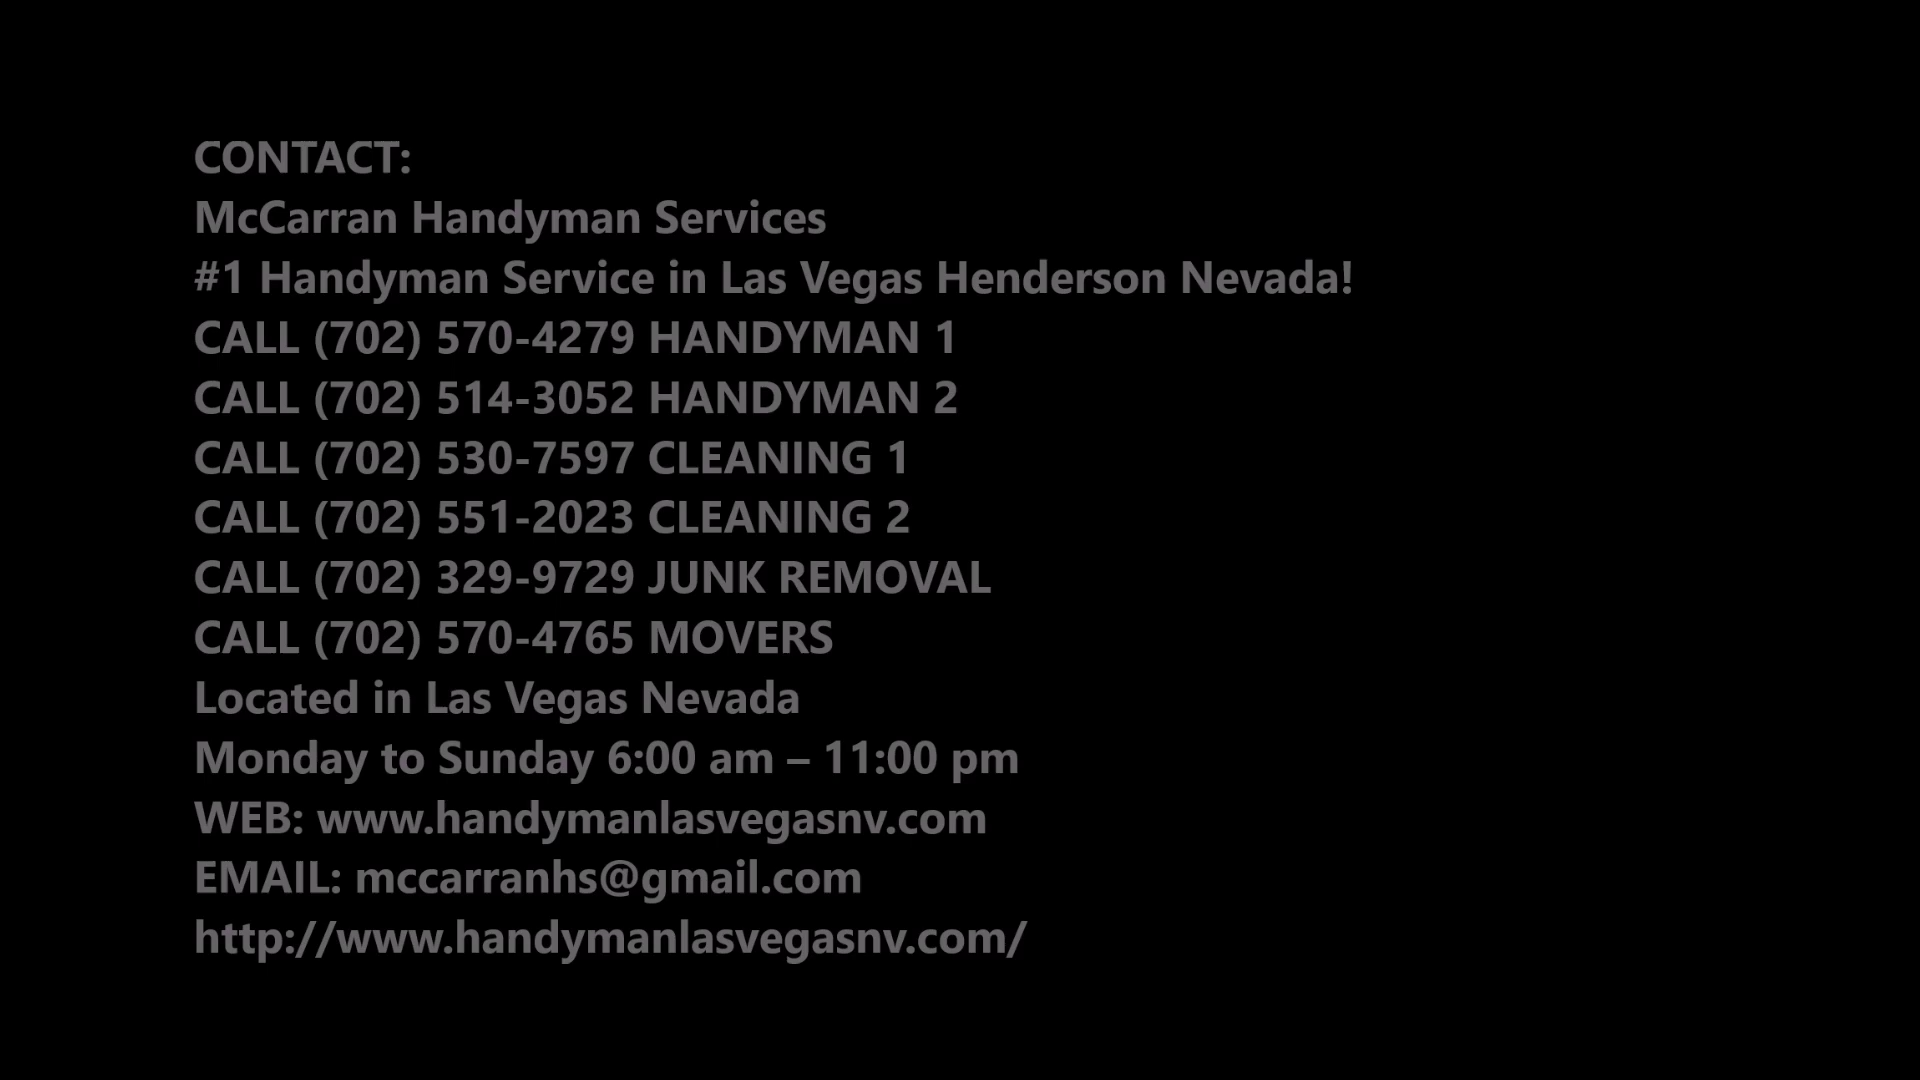 CONTACT:
McCarran Handyman Services
#1 Handyman Service in Las Vegas Henderson Nevada!
CALL (702) 570-4279 HANDYMAN 1
CALL (702) 514-3052 HANDYMAN 2
CALL (702) 530-7597 CLEANING 1
CALL (702) 551-2023 CLEANING 2
CALL (702) 329-9729 JUNK REMOVAL
CALL (702) 570-4765 MOVERS
Located in Las Vegas Nevada
Monday to Sunday 6:00 am – 11:00 pm
WEB: www.handymanlasvegasnv.com
EMAIL: mccarranhs@gmail.com
http://www.handymanlasvegasnv.com/